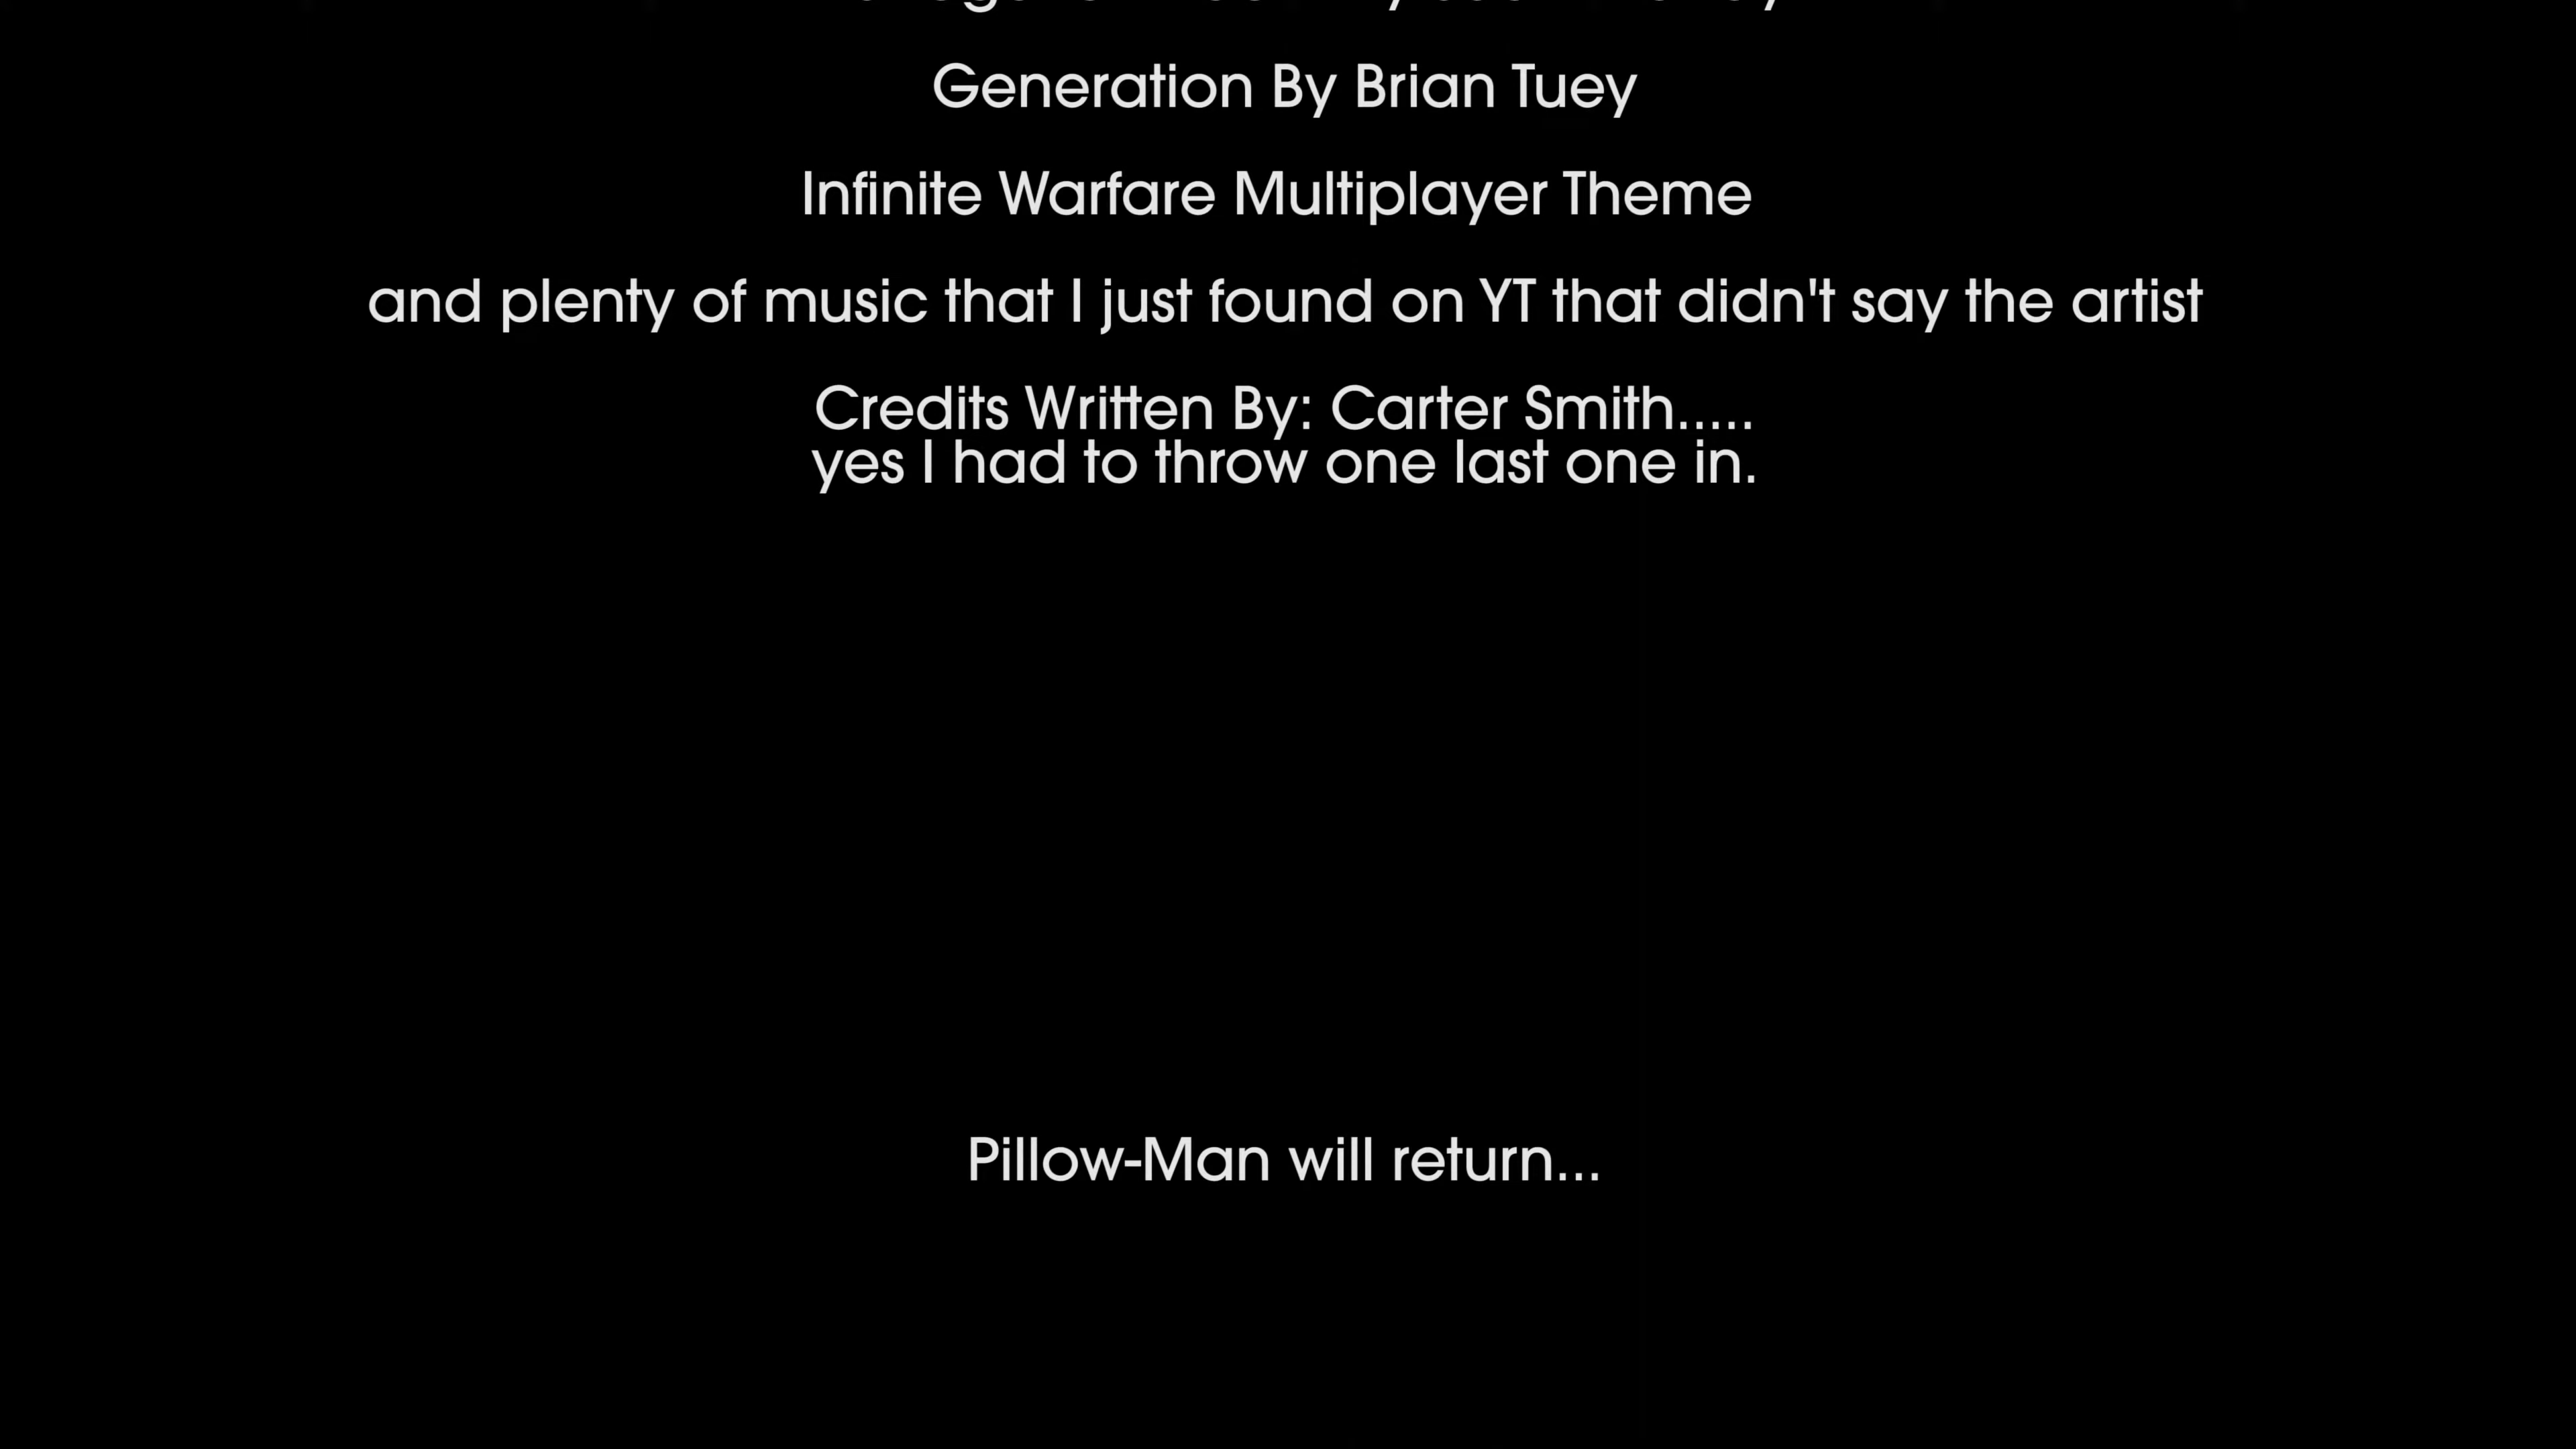 Generation By Brian Tuey
Infinite Warfare Multiplayer Theme
and plenty of music that I just found on YT that didn't say the artist
Credits Written By: Carter Smith.....
yes I had to throw one last one in.
Pillow-Man will return...